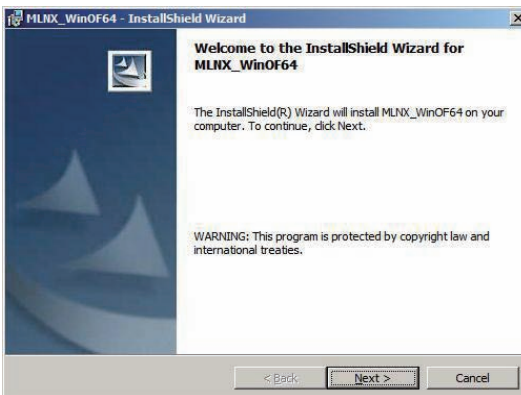 MLNX_WinOF64 - InstallShield Wizard
Welcome to the InstallShield Wizard for
MLNX_WinOF64
The InstallShield(R) Wizard will install MLNX_WinOF64 on your
computer. To continue, click Next.
WARNING: This program is protected by copyright law and
international treaties.
< Back
Next >
Cancel